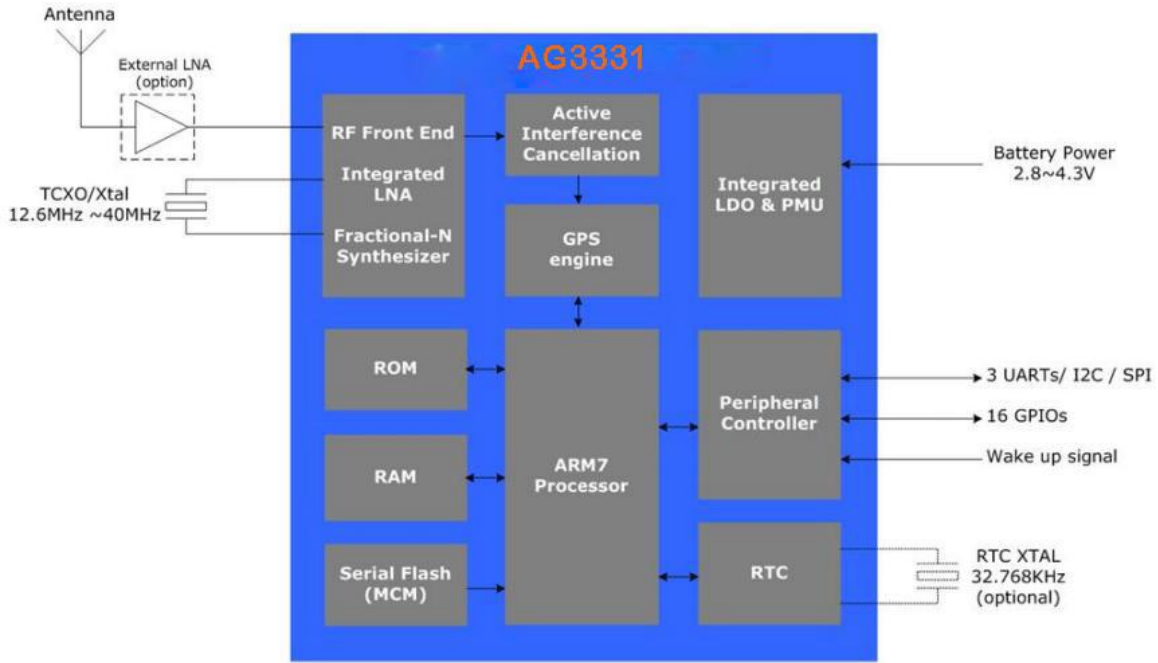 Antenna
AG3331
External LNA
(option)
RF Front End
Integrated
LNA
Fractional-N
Synthesizer
Active
Interference
Cancellation
Integrated
LDO & PMU
Battery Power
2.8~4.3V
TCXO/Xtal
12.6MHz ~40MHz
GPS
engine
ROM
RAM
Serial Flash
(MCM)
ARM7
Processor
Peripheral
Controller
3 UARTs/ I2C / SPI
16 GPIOs
Wake up signal
RTC
RTC XTAL
32.768KHz
(optional)